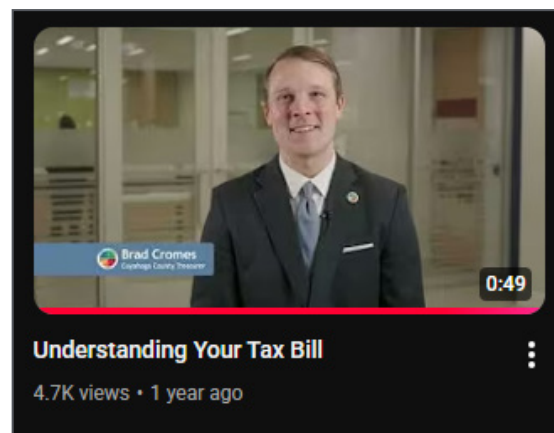 Brad Cromes
Cuyahoga County Treasurer
0:49
Understanding Your Tax Bill
4.7K views • 1 year ago